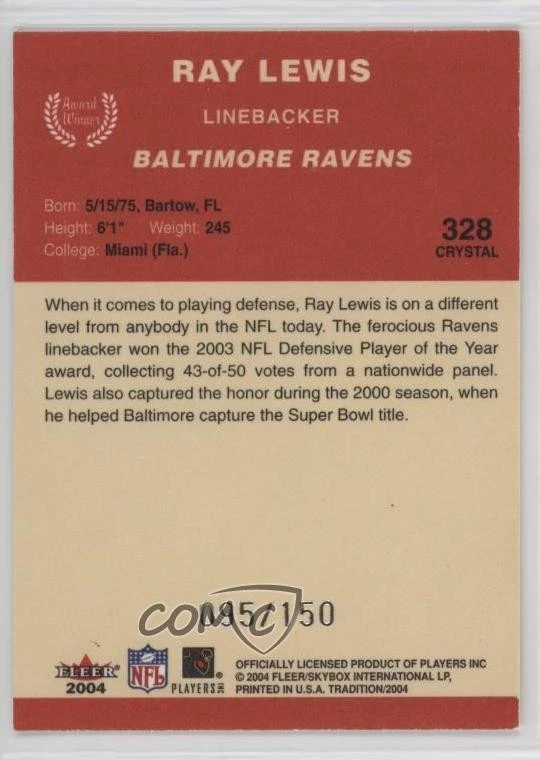 RAY LEWIS
Award
Winner
LINEBACKER
BALTIMORE RAVENS
Born: 5/15/75, Bartow, FL
Height: 6'1" Weight: 245
College: Miami (Fla.)
328
CRYSTAL
When it comes to playing defense, Ray Lewis is on a different
level from anybody in the NFL today. The ferocious Ravens
linebacker won the 2003 NFL Defensive Player of the Year
award, collecting 43-of-50 votes from a nationwide panel.
Lewis also captured the honor during the 2000 season, when
he helped Baltimore capture the Super Bowl title.
095/150
COMC
FLEER
2004
NFL
PLAYERS INC
OFFICIALLY LICENSED PRODUCT OF PLAYERS INC
© 2004 FLEER/SKYBOX INTERNATIONAL LP,
PRINTED IN U.S.A. TRADITION/2004